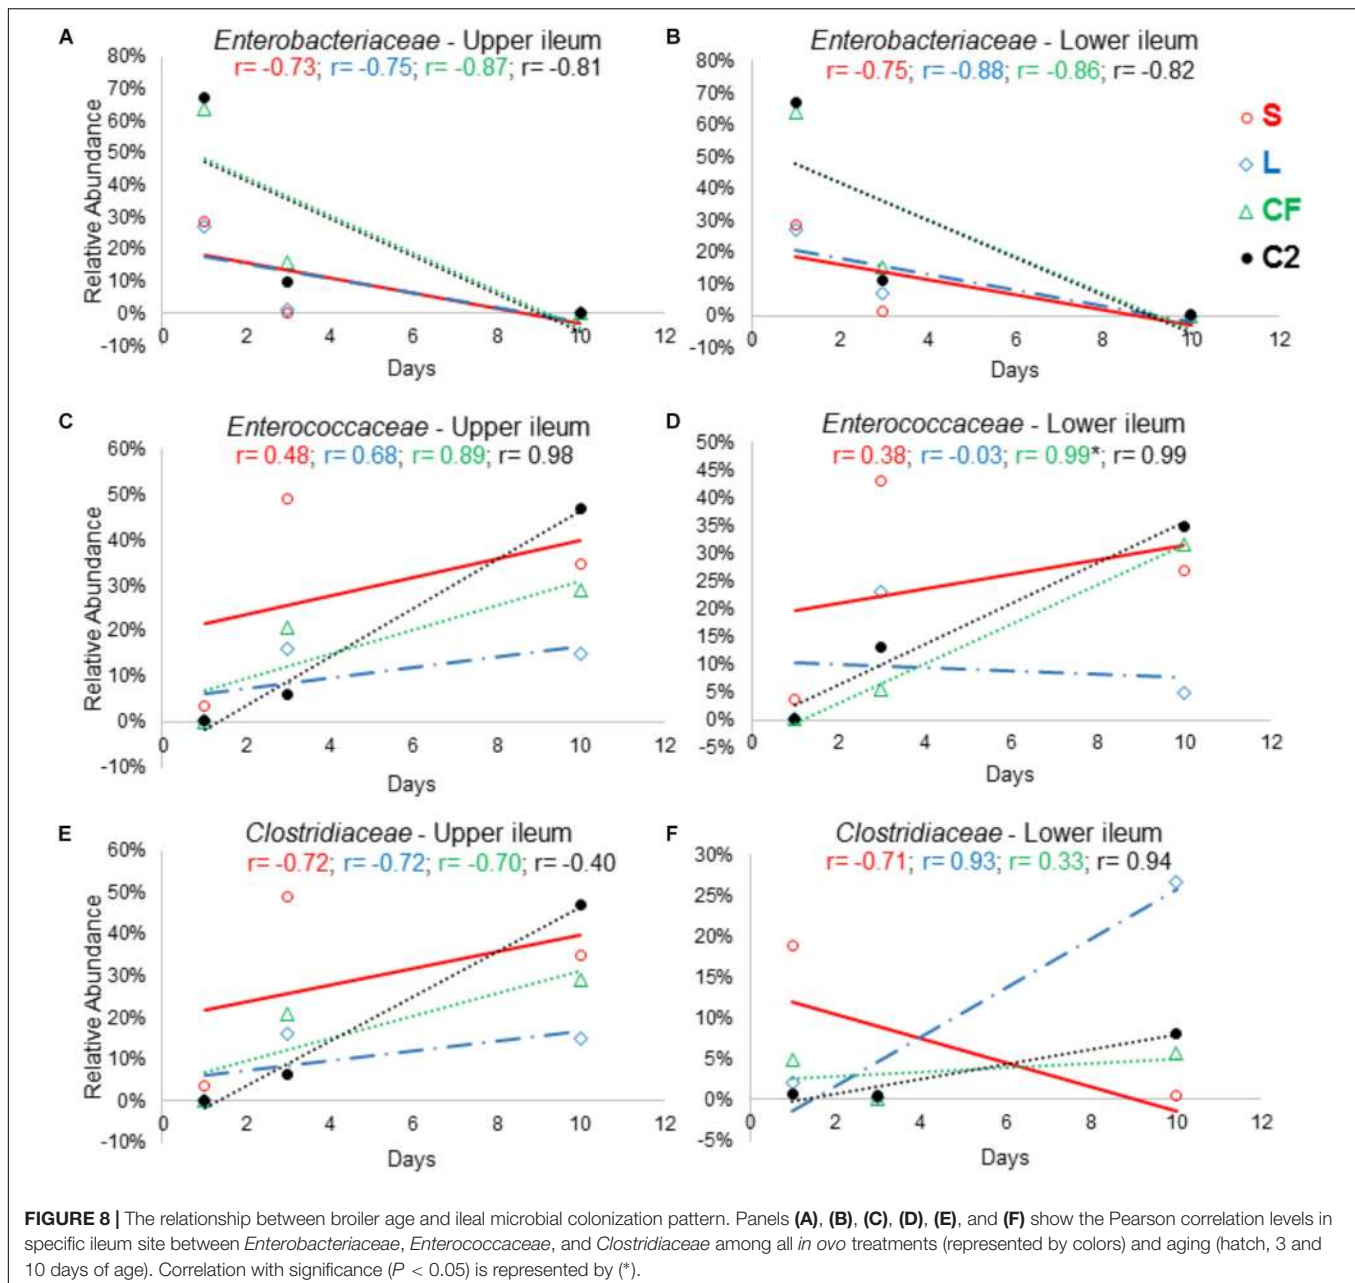 A
Enterobacteriaceae - Upper ileum
r= -0.73; r= -0.75; r= -0.87; r= -0.81
80%
70%
60%
50%
40%
30%
20%
10%
0%
-10%
0 2 4 6 8 10 12
Relative Abundance
Days
B
Enterobacteriaceae - Lower ileum
r= -0.75; r= -0.88; r= -0.86; r= -0.82
80%
70%
60%
50%
40%
30%
20%
10%
0%
-10%
0 2 4 6 8 10 12
Days
S
L
CF
C2
C
Enterococcaceae - Upper ileum
r= 0.48; r= 0.68; r= 0.89; r= 0.98
60%
50%
40%
30%
20%
10%
0%
-10%
0 2 4 6 8 10 12
Relative Abundance
Days
D
Enterococcaceae - Lower ileum
r= 0.38; r= -0.03; r= 0.99*; r= 0.99
50%
45%
40%
35%
30%
25%
20%
15%
10%
5%
0%
-5%
0 2 4 6 8 10 12
Days
E
Clostridiaceae - Upper ileum
r= -0.72; r= -0.72; r= -0.70; r= -0.40
60%
50%
40%
30%
20%
10%
0%
-10%
0 2 4 6 8 10 12
Relative Abundance
Days
F
Clostridiaceae - Lower ileum
r= -0.71; r= 0.93; r= 0.33; r= 0.94
30%
25%
20%
15%
10%
5%
0%
-5%
0 2 4 6 8 10 12
Days
FIGURE 8 | The relationship between broiler age and ileal microbial colonization pattern. Panels (A), (B), (C), (D), (E), and (F) show the Pearson correlation levels in
specific ileum site between Enterobacteriaceae, Enterococcaceae, and Clostridiaceae among all in ovo treatments (represented by colors) and aging (hatch, 3 and
10 days of age). Correlation with significance (P < 0.05) is represented by (*).